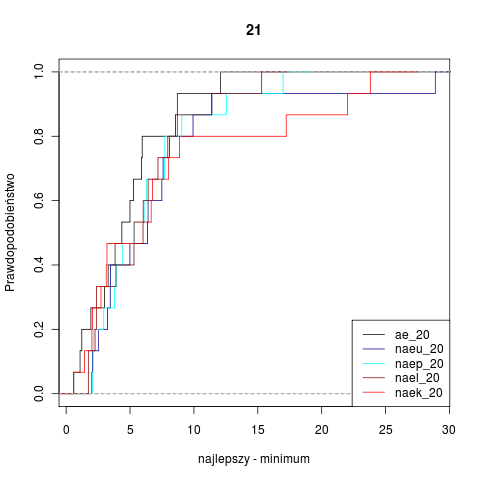 21
Prawdopodobieństwo
1.0
0.8
0.6
0.4
0.2
0.0
ae_20
naeu_20
naep_20
nael_20
naek_20
0 5 10 15 20 25 30
najlepszy - minimum